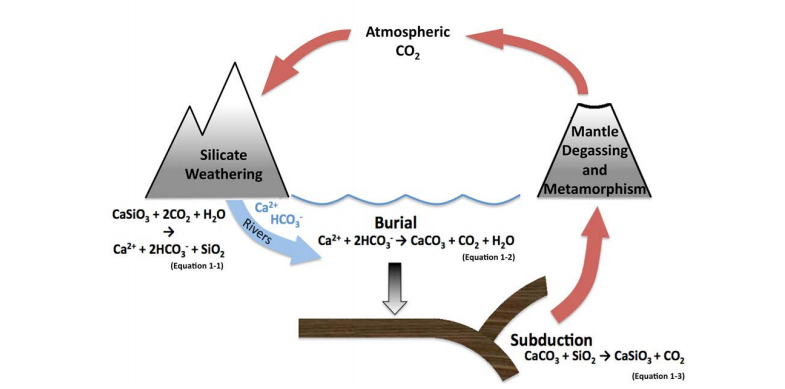 Atmospheric
CO₂
Silicate
Weathering
Mantle
Degassing
and
Metamorphism
CaSiO₃ + 2CO₂ + H₂O
→
Ca²⁺ + 2HCO₃⁻ + SiO₂
(Equation 1-1)
Ca²⁺
HCO₃⁻
Rivers
Burial
Ca²⁺ + 2HCO₃⁻ → CaCO₃ + CO₂ + H₂O
(Equation 1-2)
Subduction
CaCO₃ + SiO₂ → CaSiO₃ + CO₂
(Equation 1-3)